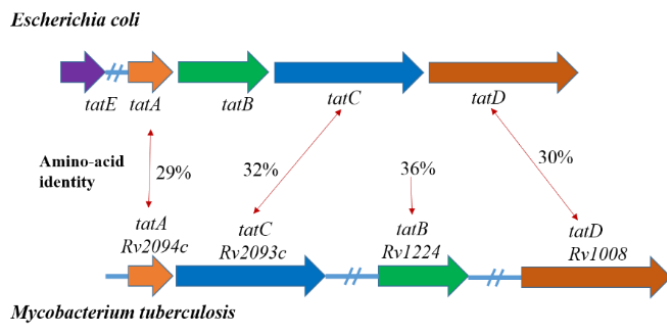 Escherichia coli
tatE tatA tatB tatC tatD
Amino-acid
identity
29% 32% 36% 30%
tatA tatC tatB tatD
Rv2094c Rv2093c Rv1224 Rv1008
Mycobacterium tuberculosis